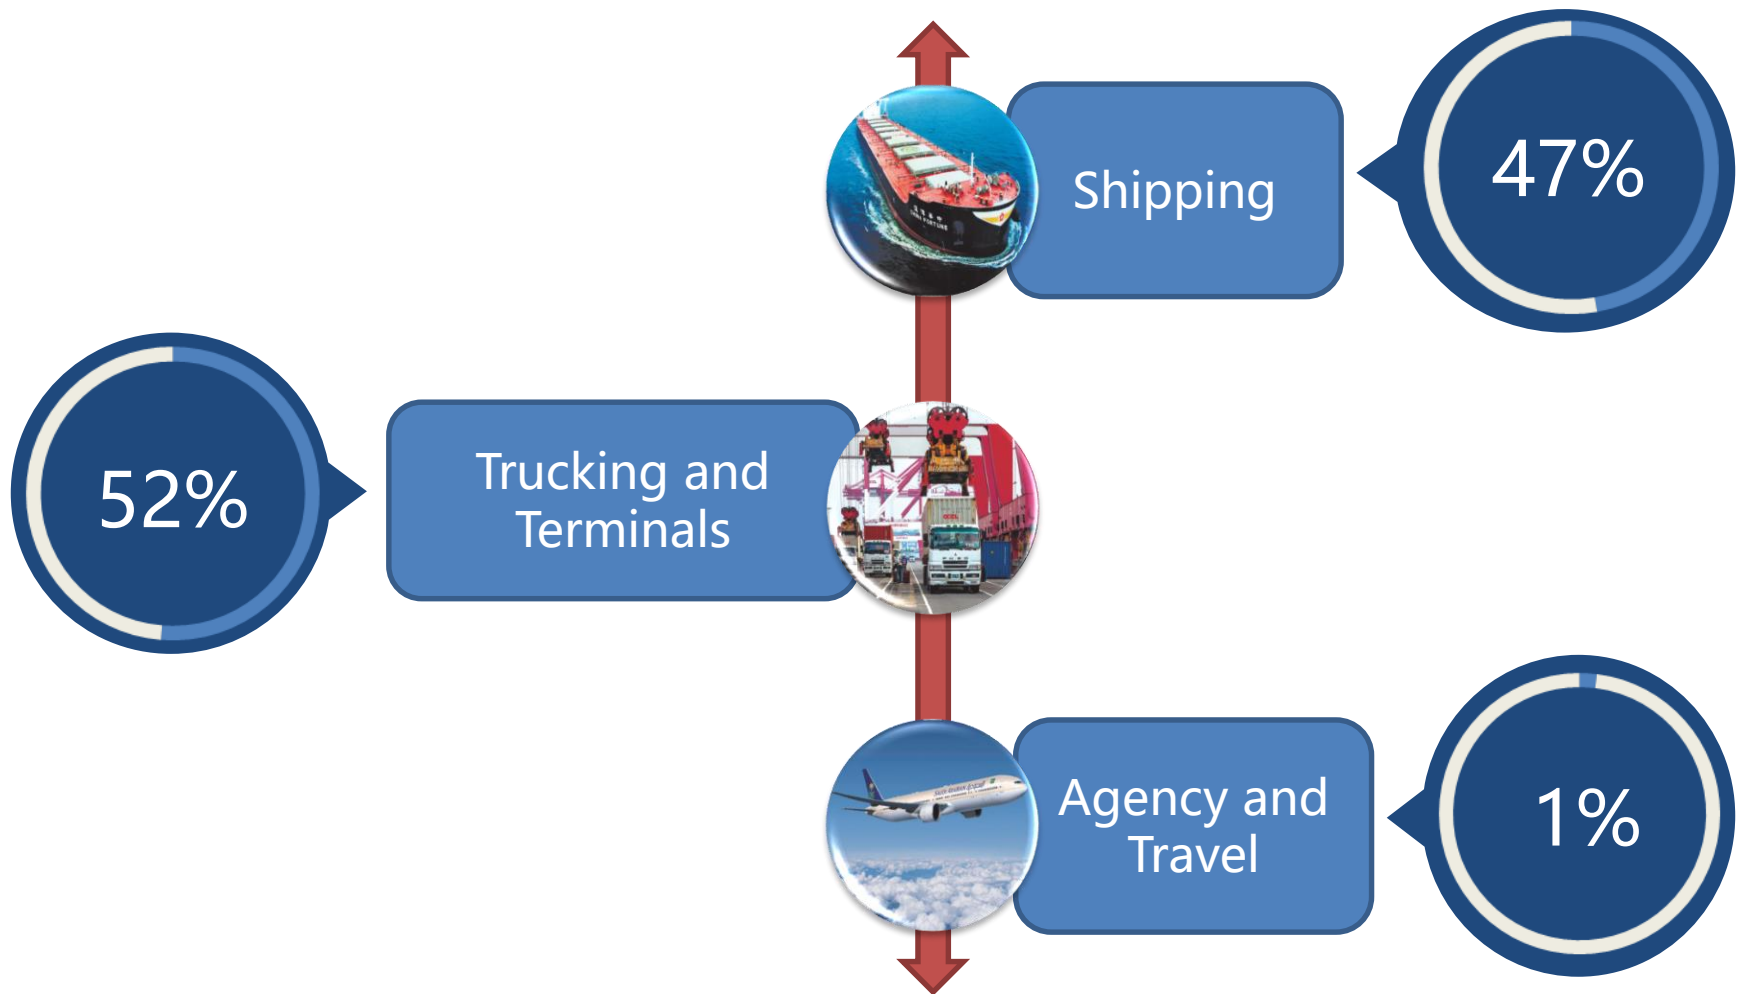 Shipping
47%
52%
Trucking and
Terminals
Agency and
Travel
1%